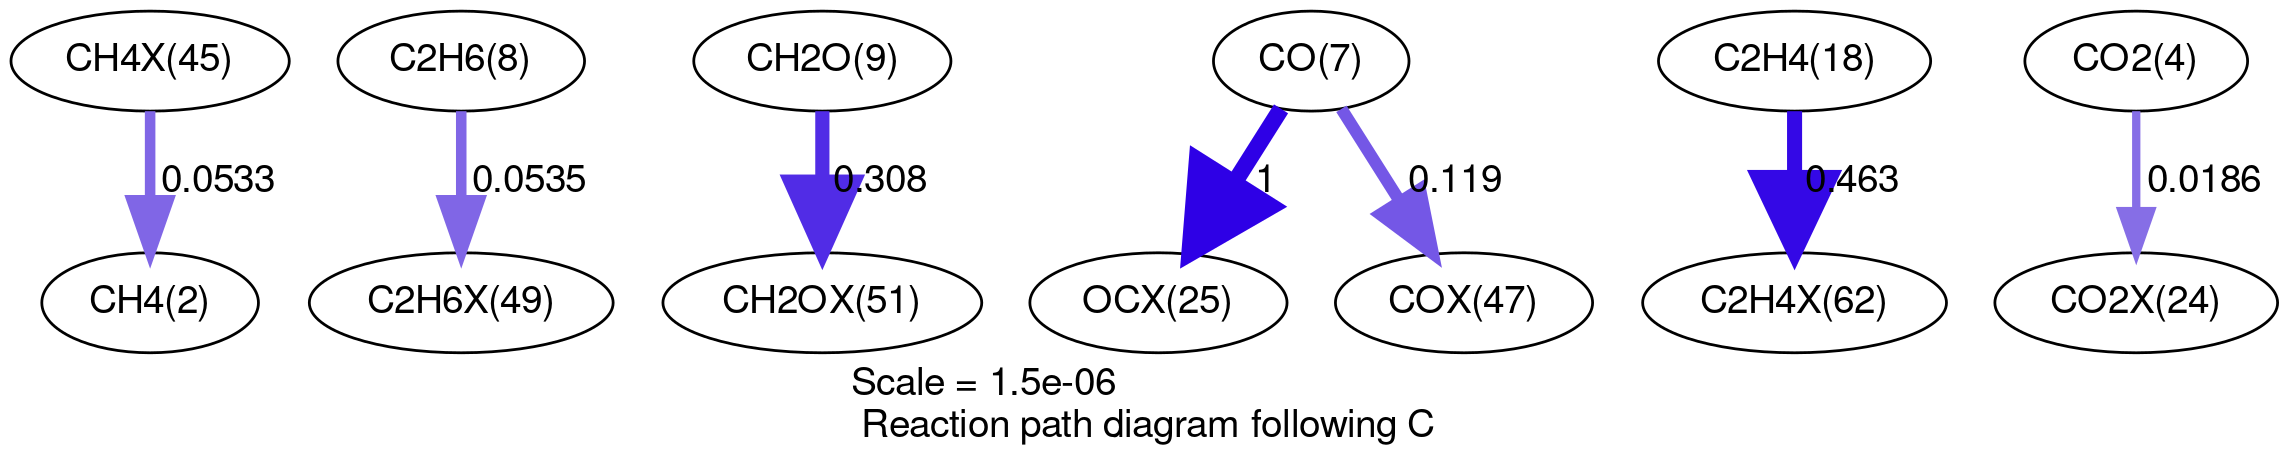 CH4X(45) C2H6(8) CH2O(9) CO(7) C2H4(18) CO2(4)
0.0533 0.0535 0.308 1 0.119 0.463 0.0186
CH4(2) C2H6X(49) CH2OX(51) OCX(25) COX(47) C2H4X(62) CO2X(24)
Scale = 1.5e-06
Reaction path diagram following C